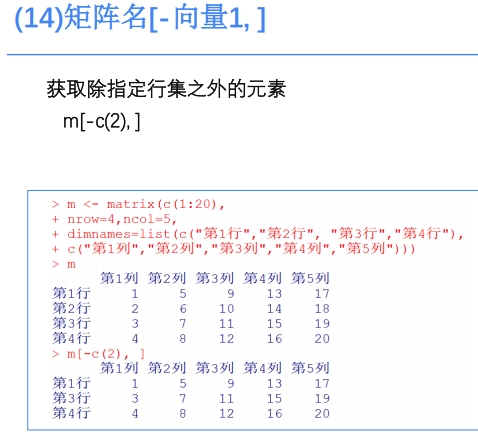 (14)矩阵名[-向量1, ]
获取除指定行集之外的元素
m[-c(2), ]
> m <- matrix(c(1:20),
+ nrow=4,ncol=5,
+ dimnames=list(c("第1行","第2行", "第3行","第4行"),
+ c("第1列","第2列","第3列","第4列","第5列")))
> m
第1列 第2列 第3列 第4列 第5列
第1行 1 5 9 13 17
第2行 2 6 10 14 18
第3行 3 7 11 15 19
第4行 4 8 12 16 20
> m[-c(2), ]
第1列 第2列 第3列 第4列 第5列
第1行 1 5 9 13 17
第3行 3 7 11 15 19
第4行 4 8 12 16 20